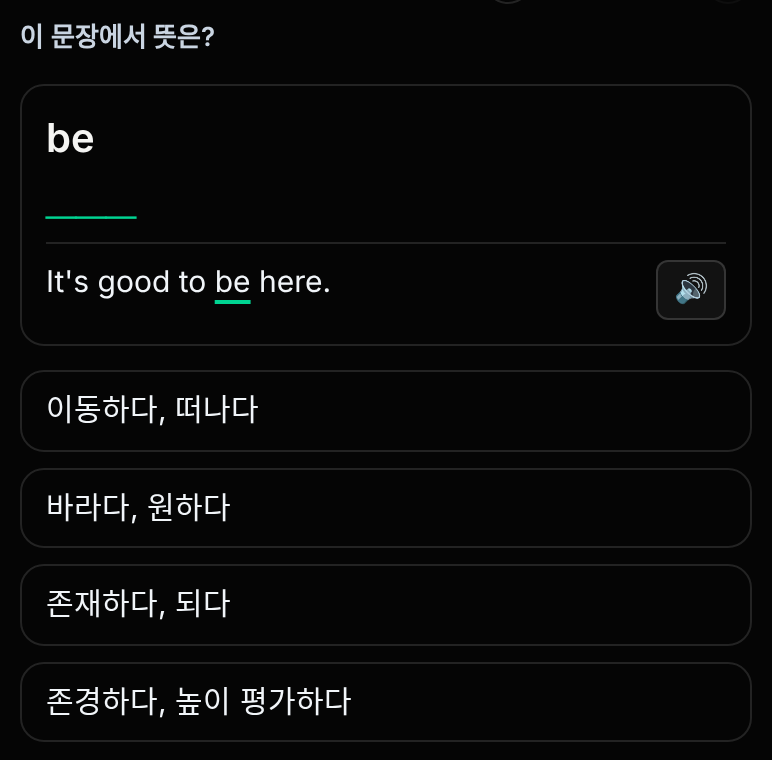 이 문장에서 뜻은?
be
It's good to be here.
이동하다, 떠나다
바라다, 원하다
존재하다, 되다
존경하다, 높이 평가하다